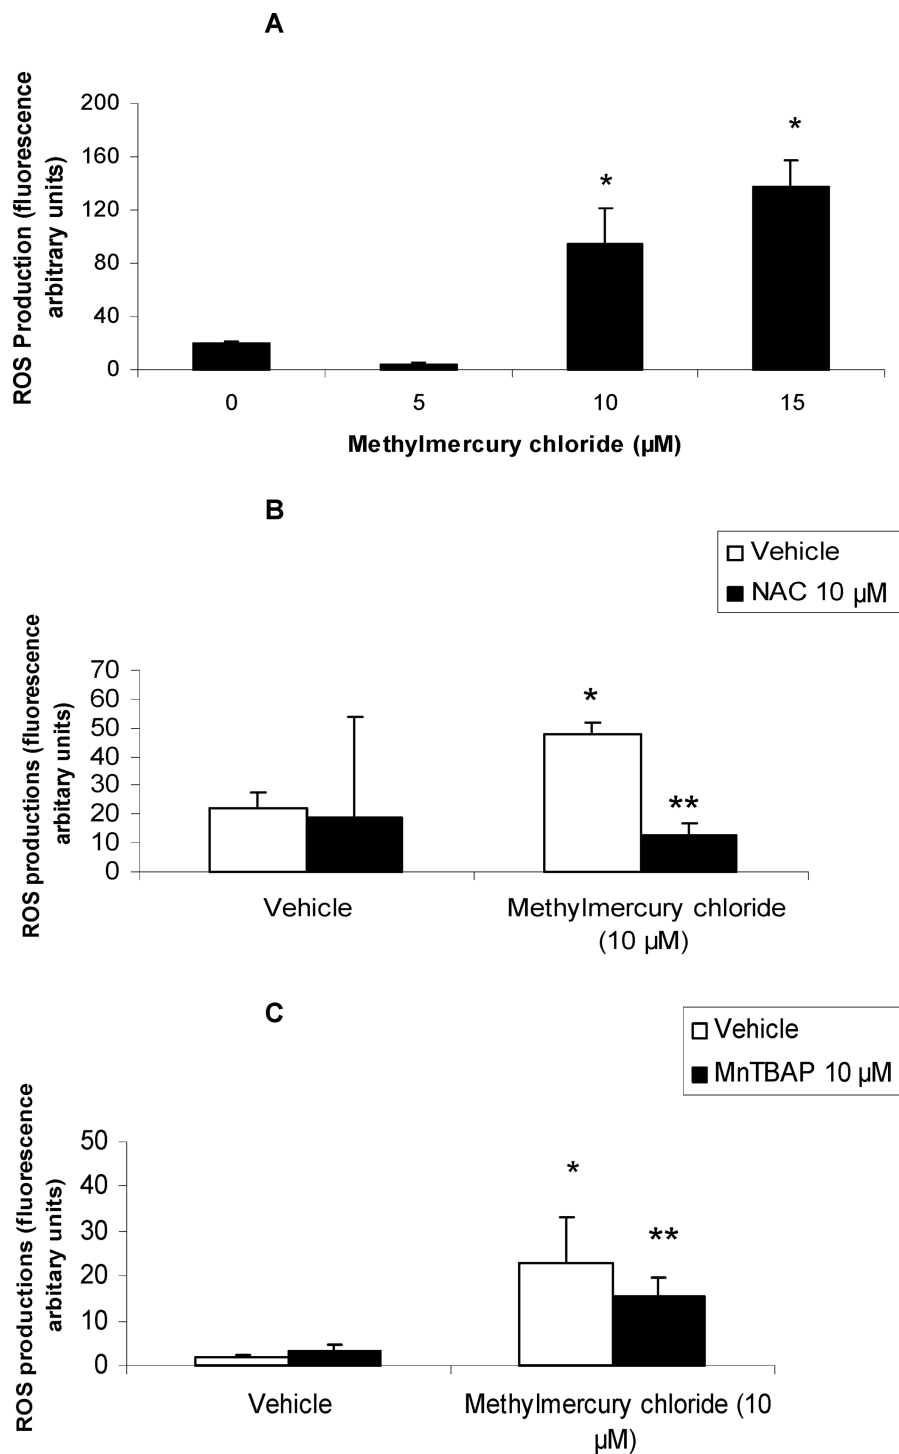 A
ROS Production (fluorescence
arbitrary units)
200
160
120
80
40
0
*
*
0 5 10 15
Methylmercury chloride (µM)
B
Vehicle
NAC 10 µM
ROS productions (fluorescence
arbitary units)
70
60
50
40
30
20
10
0
*
**
Vehicle Methylmercury chloride
(10 µM)
C
Vehicle
MnTBAP 10 µM
ROS productions (fluorescence
arbitary units)
50
40
30
20
10
0
*
**
Vehicle Methylmercury chloride (10
µM)